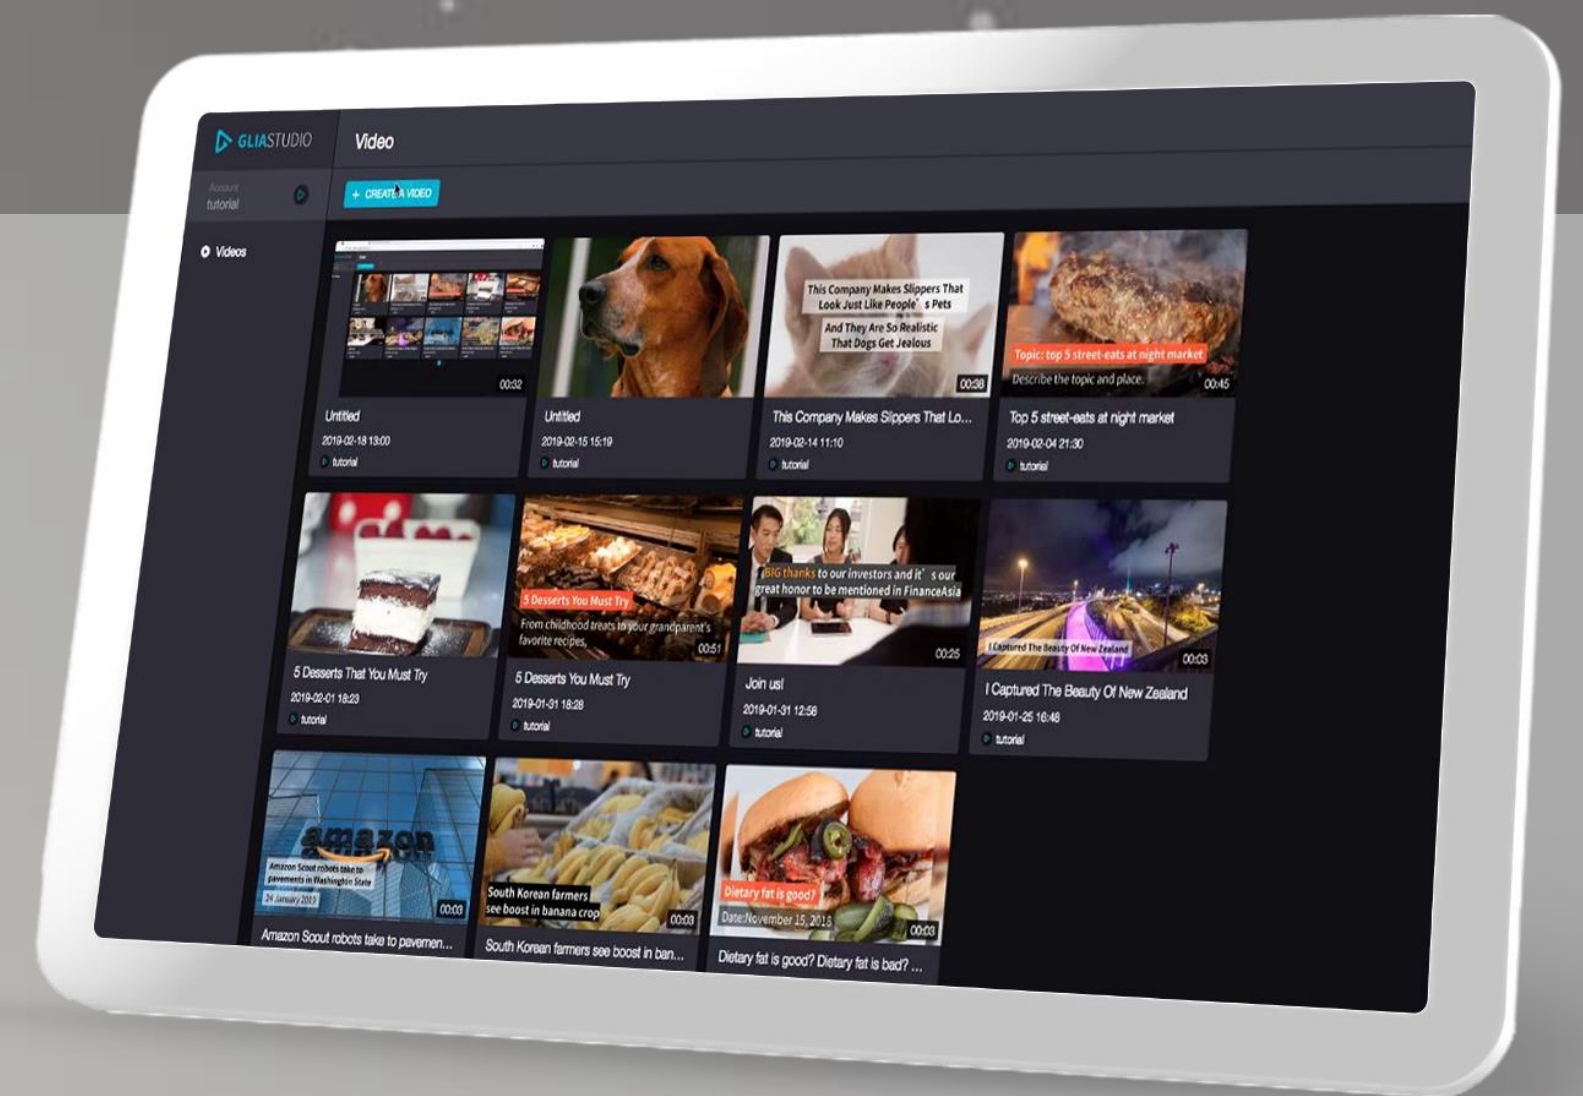 GLIASTUDIO
Video
Account
tutorial
+ CREATE A VIDEO
Videos
00:32
Untitled
2019-02-18 13:00
tutorial
Untitled
2019-02-15 15:19
tutorial
This Company Makes Slippers That
Look Just Like People's Pets
And They Are So Realistic
That Dogs Get Jealous
00:38
This Company Makes Slippers That Lo...
2019-02-14 11:10
tutorial
Topic: top 5 street-eats at night market
Describe the topic and place.
00:45
Top 5 street-eats at night market
2019-02-04 21:30
tutorial
5 Desserts That You Must Try
2019-02-01 18:23
tutorial
5 Desserts You Must Try
From childhood treats to your grandparent's
favorite recipes,
00:51
5 Desserts You Must Try
2019-01-31 18:28
tutorial
BIG thanks to our investors and it's our
great honor to be mentioned in FinanceAsia
00:25
Join us!
2019-01-31 12:56
tutorial
I Captured The Beauty Of New Zealand
00:03
I Captured The Beauty Of New Zealand
2019-01-25 16:48
tutorial
amazon
Amazon Scout robots take to
pavements in Washington State
24 January 2019
00:03
Amazon Scout robots take to pavemen...
South Korean farmers
see boost in banana crop
00:03
South Korean farmers see boost in ban...
Dietary fat is good?
Date:November 15, 2018
00:03
Dietary fat is good? Dietary fat is bad? ...